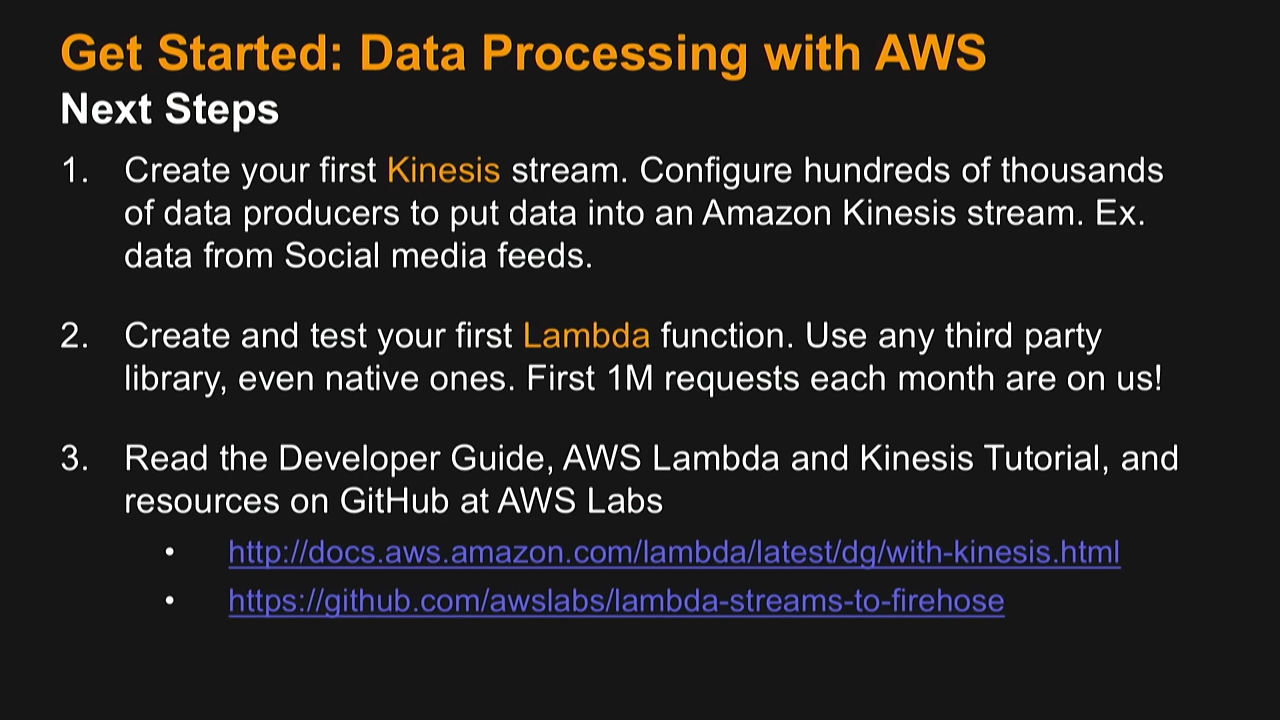 Get Started: Data Processing with AWS
Next Steps
1. Create your first Kinesis stream. Configure hundreds of thousands
of data producers to put data into an Amazon Kinesis stream. Ex.
data from Social media feeds.
2. Create and test your first Lambda function. Use any third party
library, even native ones. First 1M requests each month are on us!
3. Read the Developer Guide, AWS Lambda and Kinesis Tutorial, and
resources on GitHub at AWS Labs
• http://docs.aws.amazon.com/lambda/latest/dg/with-kinesis.html
• https://github.com/awslabs/lambda-streams-to-firehose